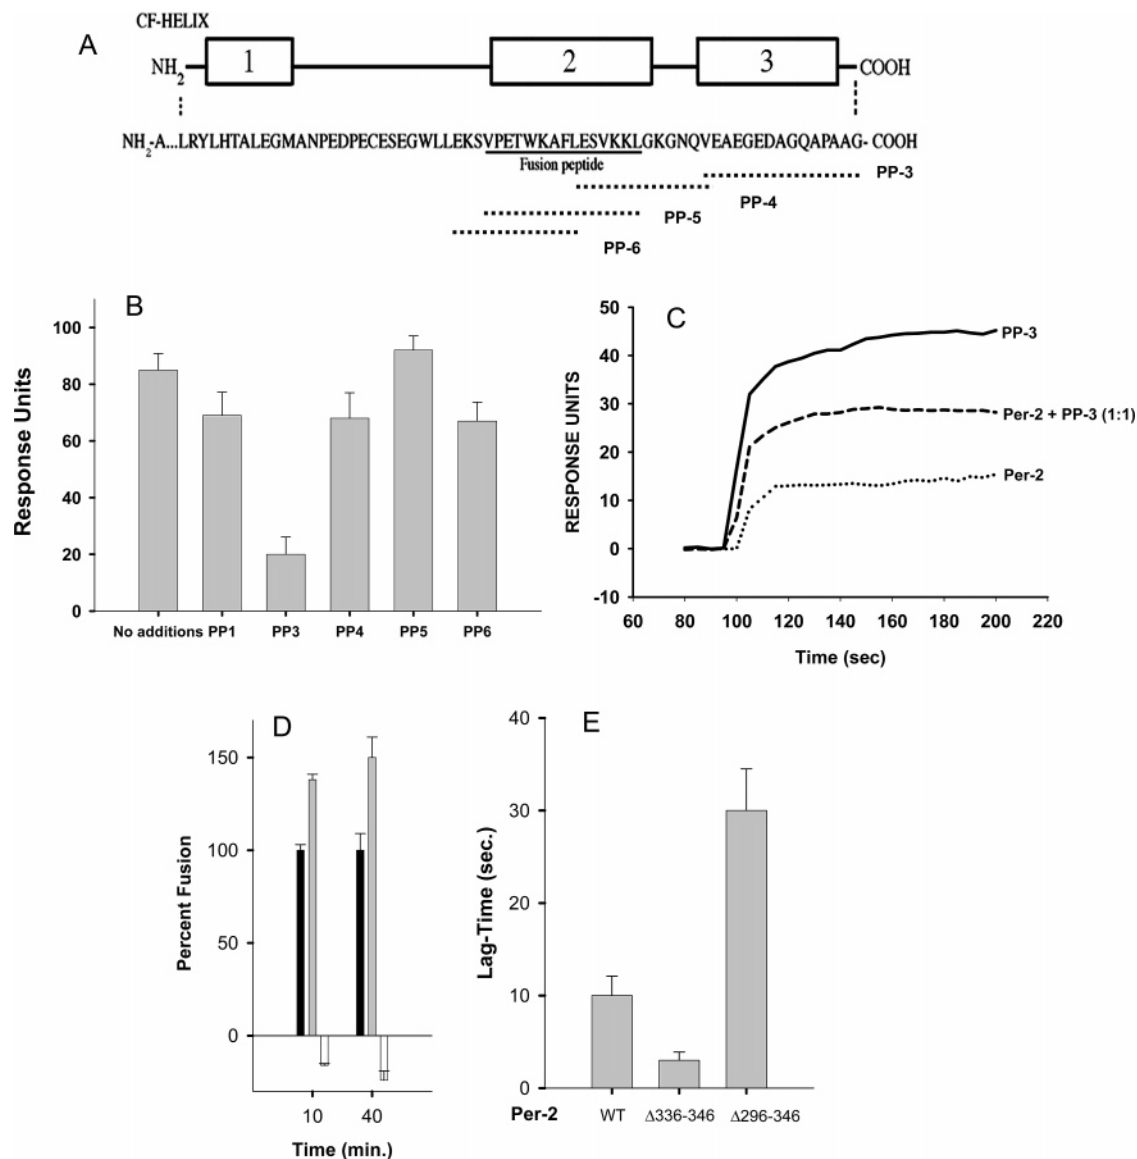 A
CF-HELIX
NH2 1 2 3 COOH
NH2-A...LRYLHTALEGMANPEDPECESEGWLLEKSVPETWKAFLESVKKLGKGNQVEAEGEDAGQAPAAG- COOH
Fusion peptide
PP-3
PP-4
PP-5
PP-6
B
Response Units
100
80
60
40
20
0
No additions PP1 PP3 PP4 PP5 PP6
C
RESPONSE UNITS
50
40
30
20
10
0
-10
PP-3
Per-2 + PP-3 (1:1)
Per-2
60 80 100 120 140 160 180 200 220
Time (sec)
D
Percent Fusion
150
100
50
0
10 40
Time (min.)
E
Lag-Time (sec.)
40
30
20
10
0
Per-2 WT Δ336-346 Δ296-346